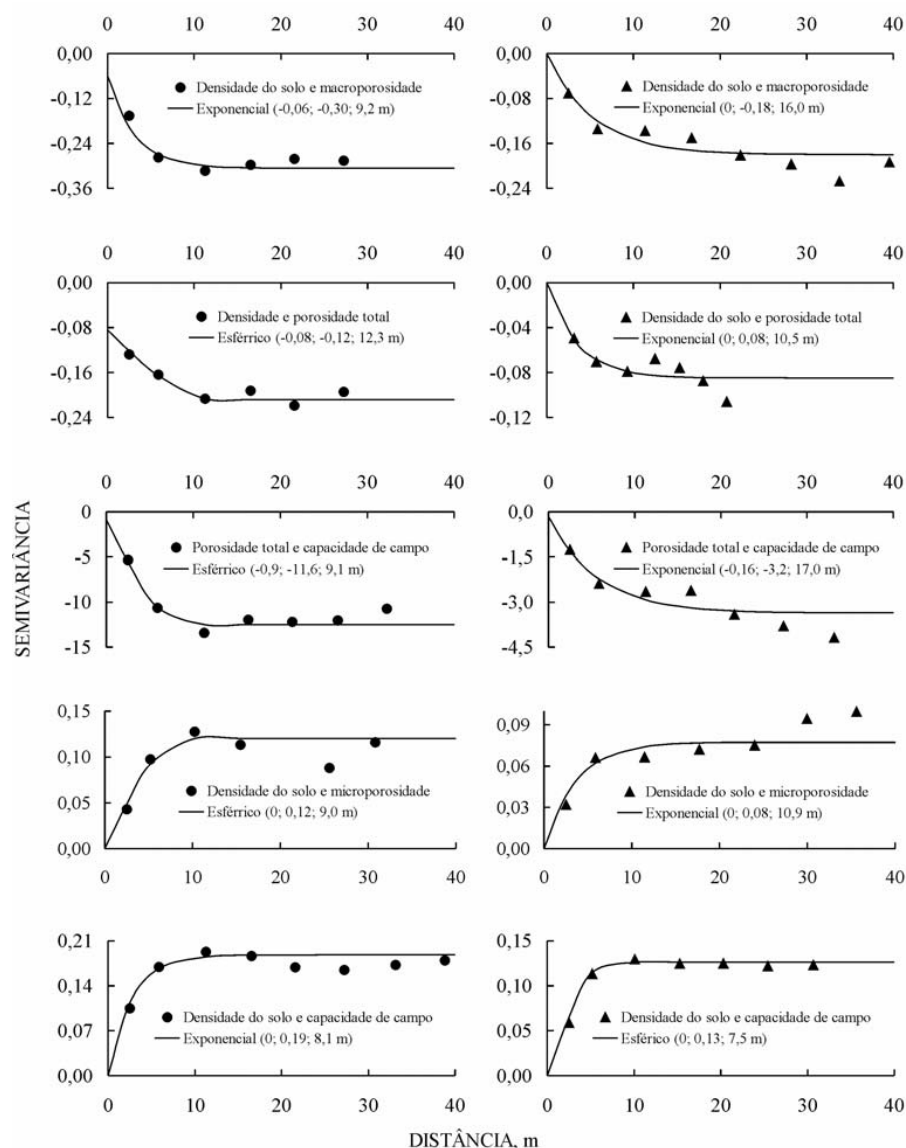 0 10 20 30 40
0,00
-0,12
-0,24
-0,36
Densidade do solo e macroporosidade
Exponencial (-0,06; -0,30; 9,2 m)
0 10 20 30 40
0,00
-0,08
-0,16
-0,24
Densidade do solo e macroporosidade
Exponencial (0; -0,18; 16,0 m)
0 10 20 30 40
0,00
-0,08
-0,16
-0,24
Densidade e porosidade total
Esférrico (-0,08; -0,12; 12,3 m)
0 10 20 30 40
0,00
-0,04
-0,08
-0,12
Densidade do solo e porosidade total
Exponencial (0; 0,08; 10,5 m)
SEMIVARIÂNCIA
0 10 20 30 40
0
-5
-10
-15
Porosidade total e capacidade de campo
Esférrico (-0,9; -11,6; 9,1 m)
0 10 20 30 40
0,0
-1,5
-3,0
-4,5
Porosidade total e capacidade de campo
Exponencial (-0,16; -3,2; 17,0 m)
0,15
0,10
0,05
0,00
Densidade do solo e microporosidade
Esférrico (0; 0,12; 9,0 m)
0 10 20 30 40
0,09
0,06
0,03
0,00
Densidade do solo e microporosidade
Exponencial (0; 0,08; 10,9 m)
0 10 20 30 40
0,21
0,14
0,07
0,00
Densidade do solo e capacidade de campo
Exponencial (0; 0,19; 8,1 m)
0 10 20 30 40
0,15
0,10
0,05
0,00
Densidade do solo e capacidade de campo
Esférico (0; 0,13; 7,5 m)
0 10 20 30 40
DISTÂNCIA, m